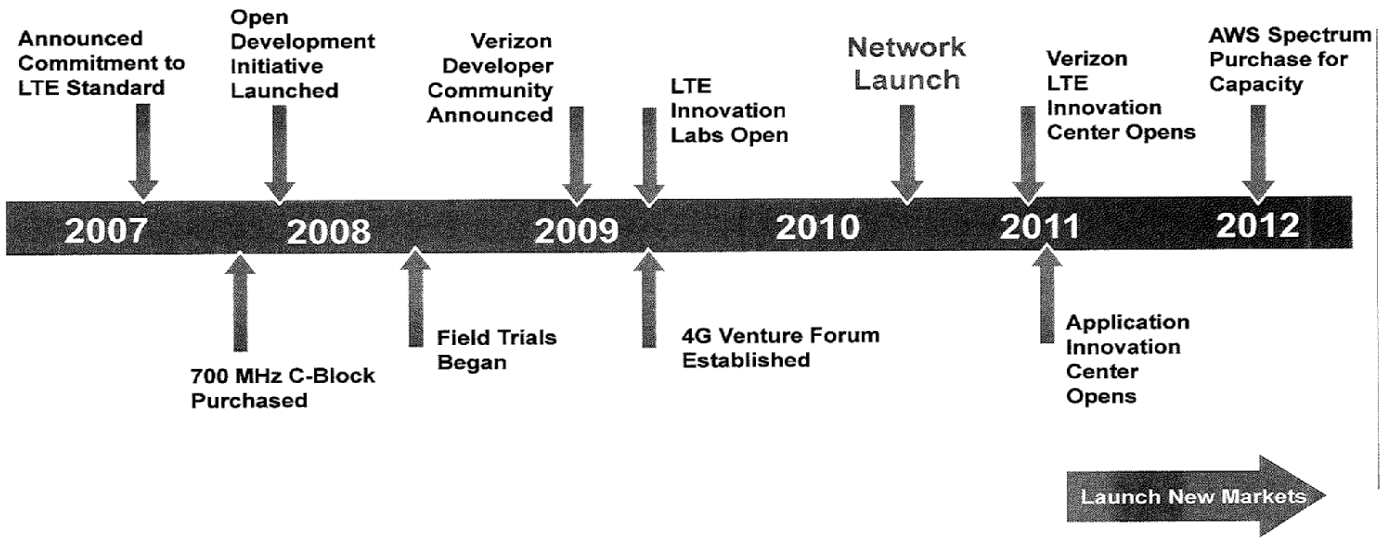 Announced
Commitment to
LTE Standard
Open
Development
Initiative
Launched
Verizon
Developer
Community
Announced
LTE
Innovation
Labs Open
Network
Launch
Verizon
LTE
Innovation
Center Opens
AWS Spectrum
Purchase for
Capacity
2007 2008 2009 2010 2011 2012
700 MHz C-Block
Purchased
Field Trials
Began
4G Venture Forum
Established
Application
Innovation
Center
Opens
Launch New Markets